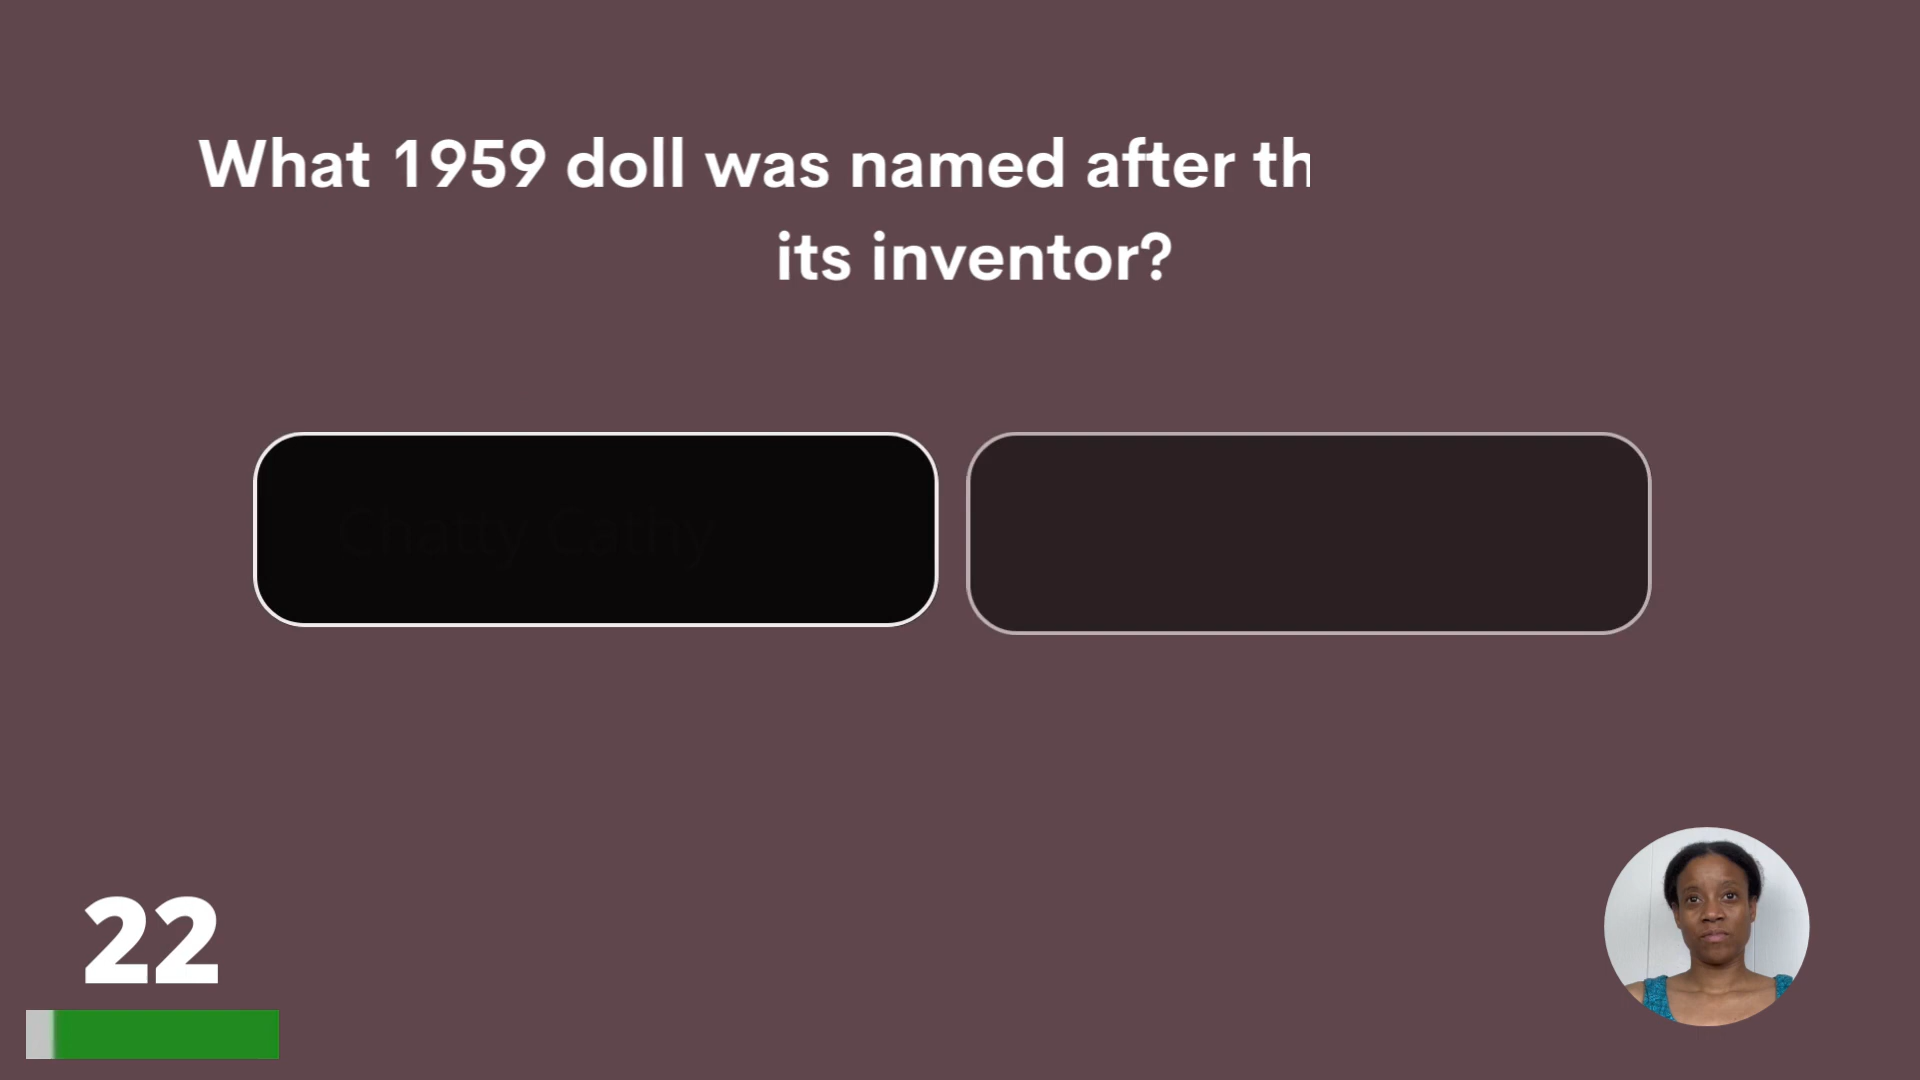 What 1959 doll was named after th
its inventor?
Chatty Cathy
22